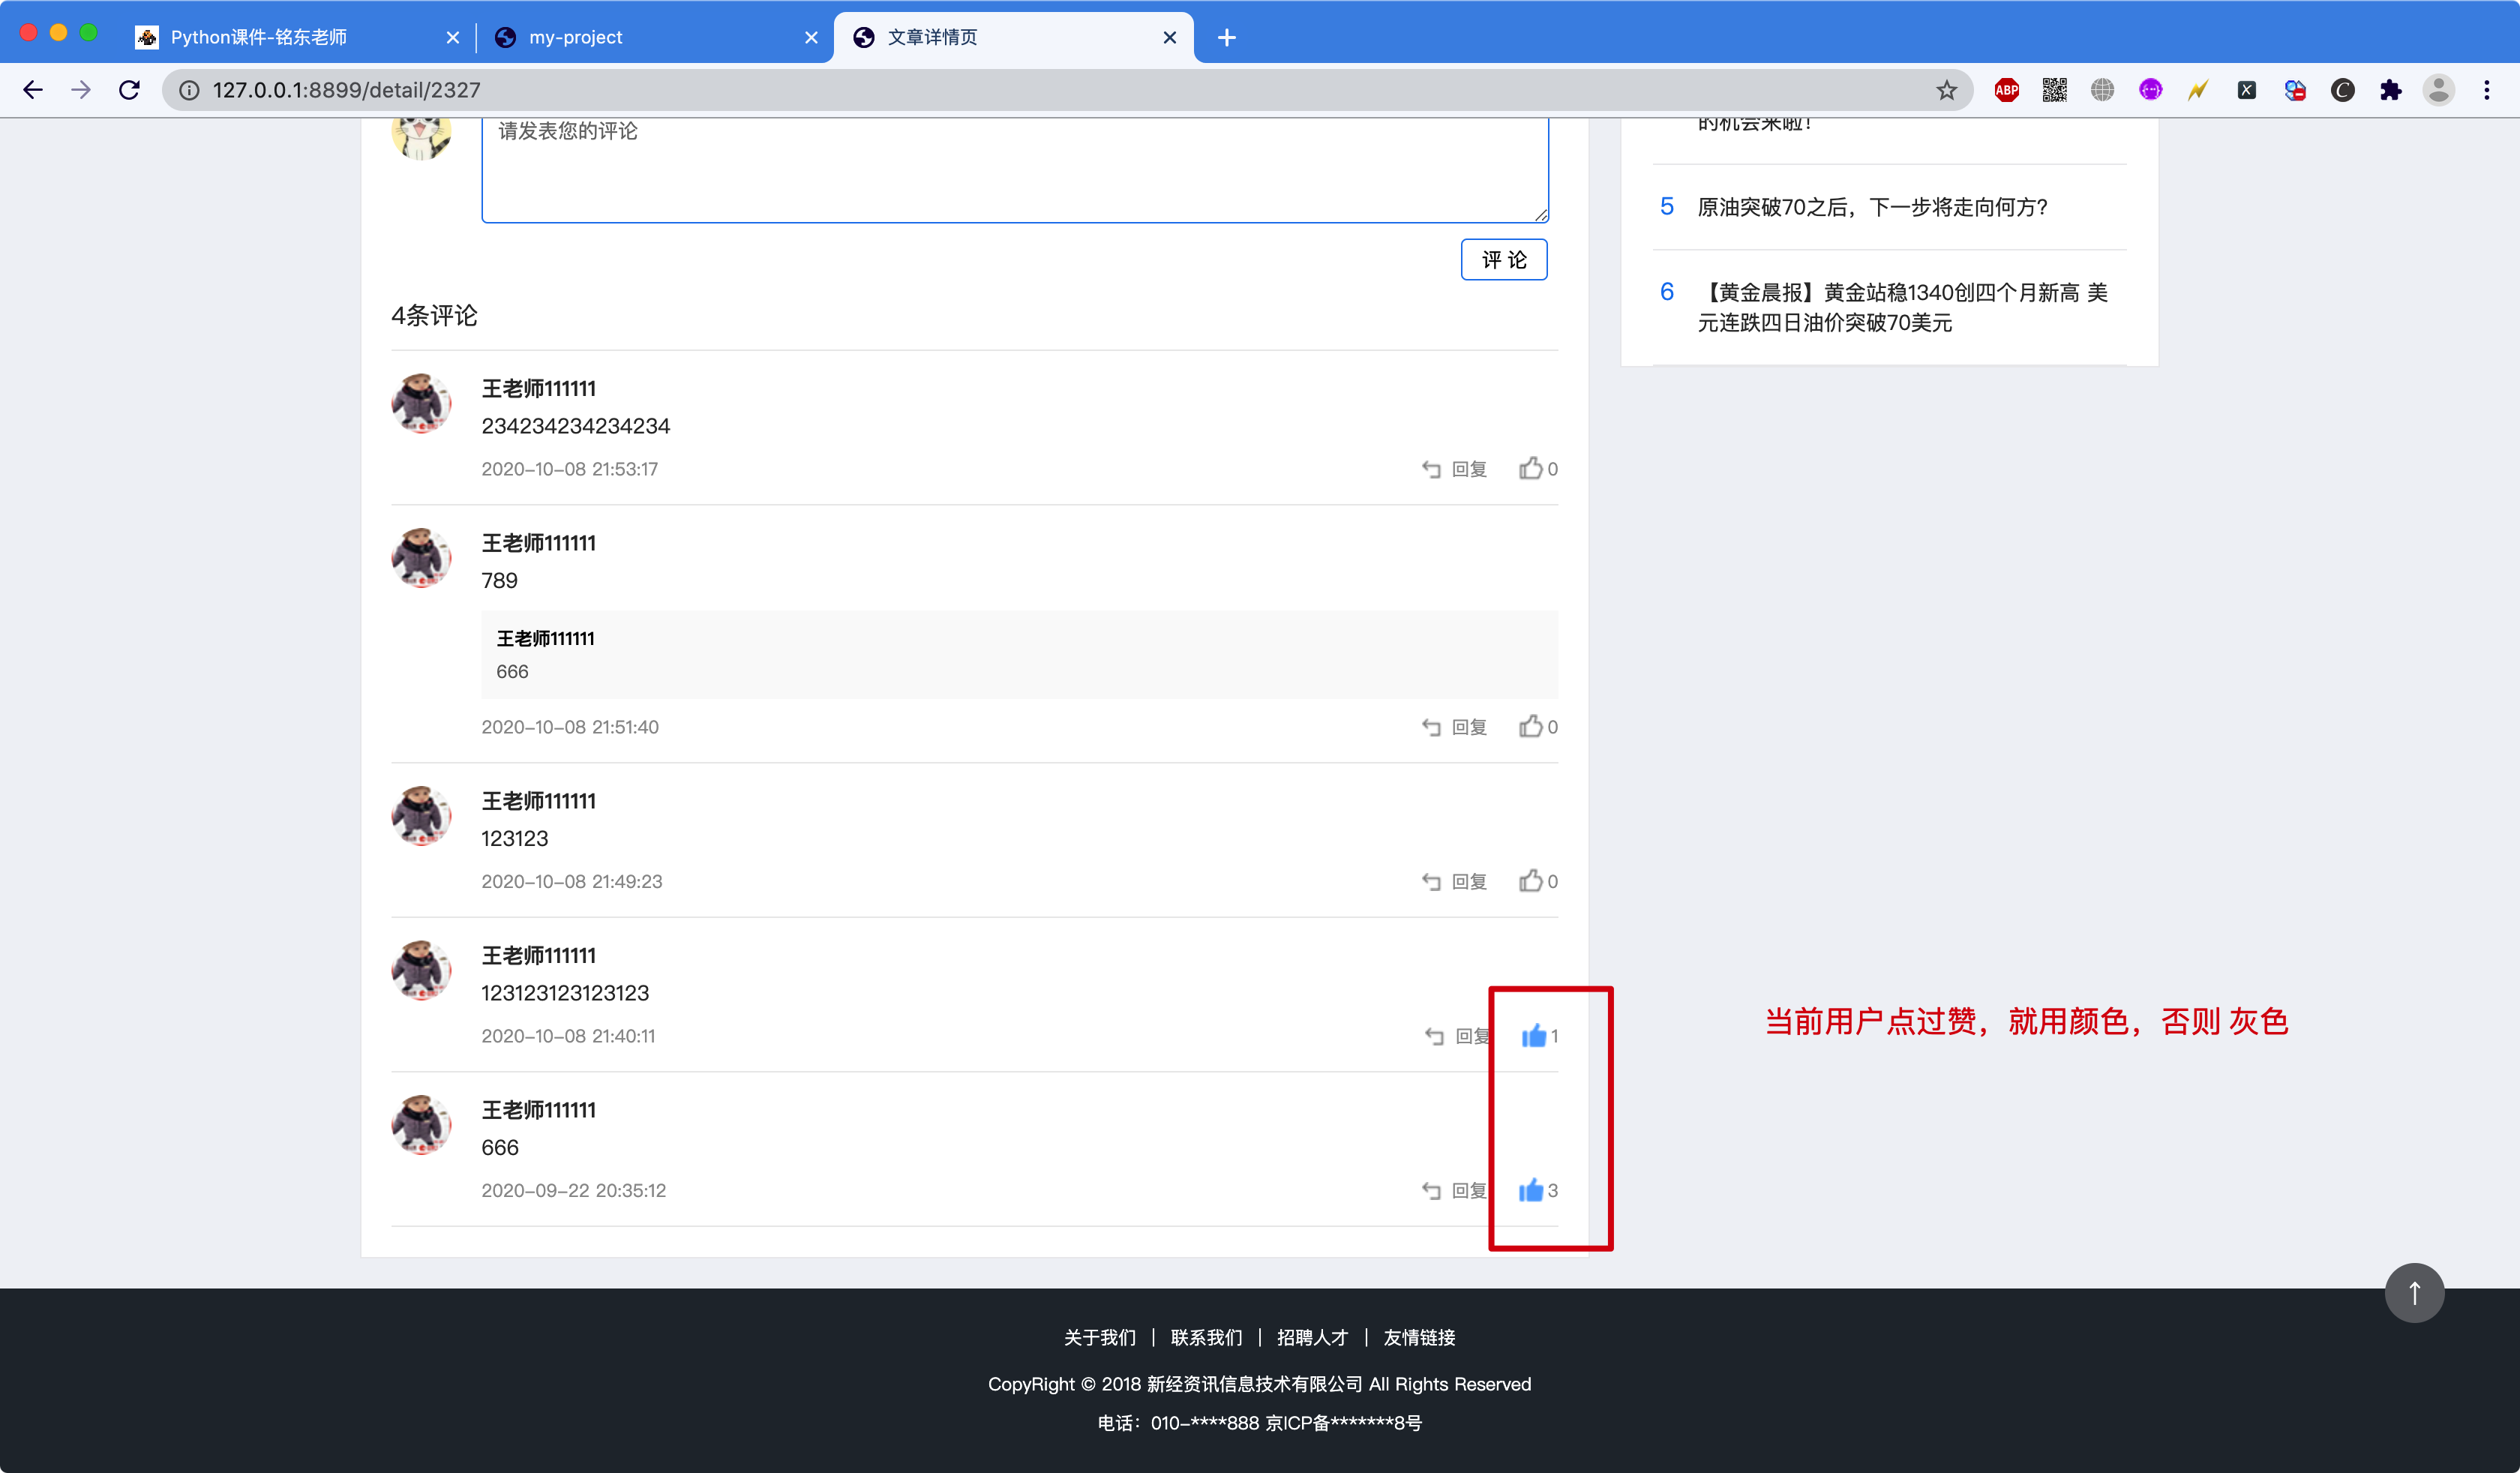 Python课件-铭东老师
my-project
文章详情页
127.0.0.1:8899/detail/2327
ABP
请发表您的评论
评 论
4条评论
王老师111111
234234234234234
2020-10-08 21:53:17
回复
0
王老师111111
789
王老师111111
666
2020-10-08 21:51:40
回复
0
王老师111111
123123
2020-10-08 21:49:23
回复
0
王老师111111
123123123123123
2020-10-08 21:40:11
回复
1
王老师111111
666
2020-09-22 20:35:12
回复
3
的机会来啦！
5 原油突破70之后，下一步将走向何方?
6 【黄金晨报】黄金站稳1340创四个月新高 美
元连跌四日油价突破70美元
当前用户点过赞，就用颜色，否则 灰色
关于我们 | 联系我们 | 招聘人才 | 友情链接
CopyRight © 2018 新经资讯信息技术有限公司 All Rights Reserved
电话：010-****888 京ICP备*******8号